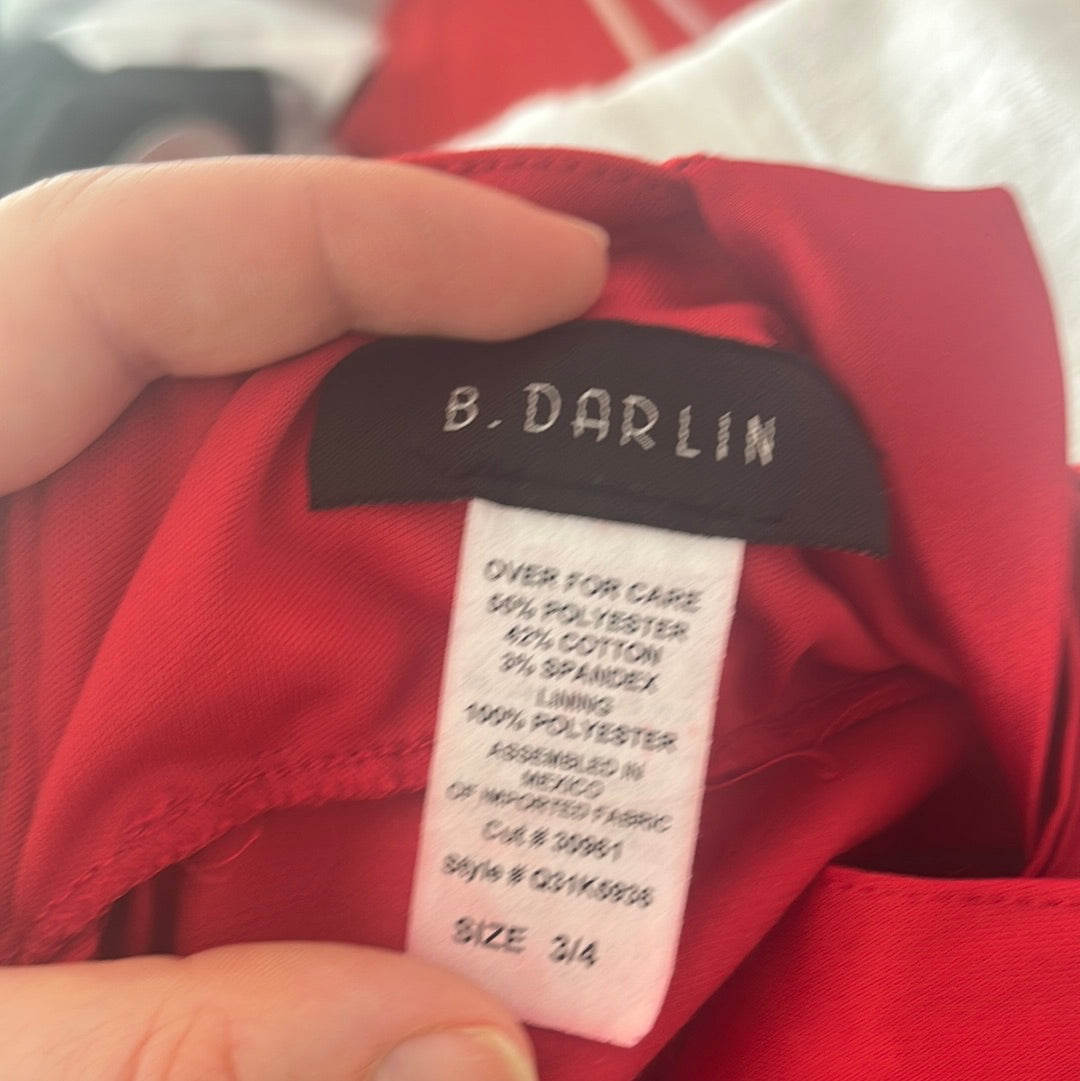 B. DARLIN
OVER FOR CARE
55% POLYESTER
42% COTTON
3% SPANDEX
LINING
100% POLYESTER
ASSEMBLED IN
MEXICO
OF IMPORTED FABRIC
Cut # 30961
Style #
SIZE 3/4